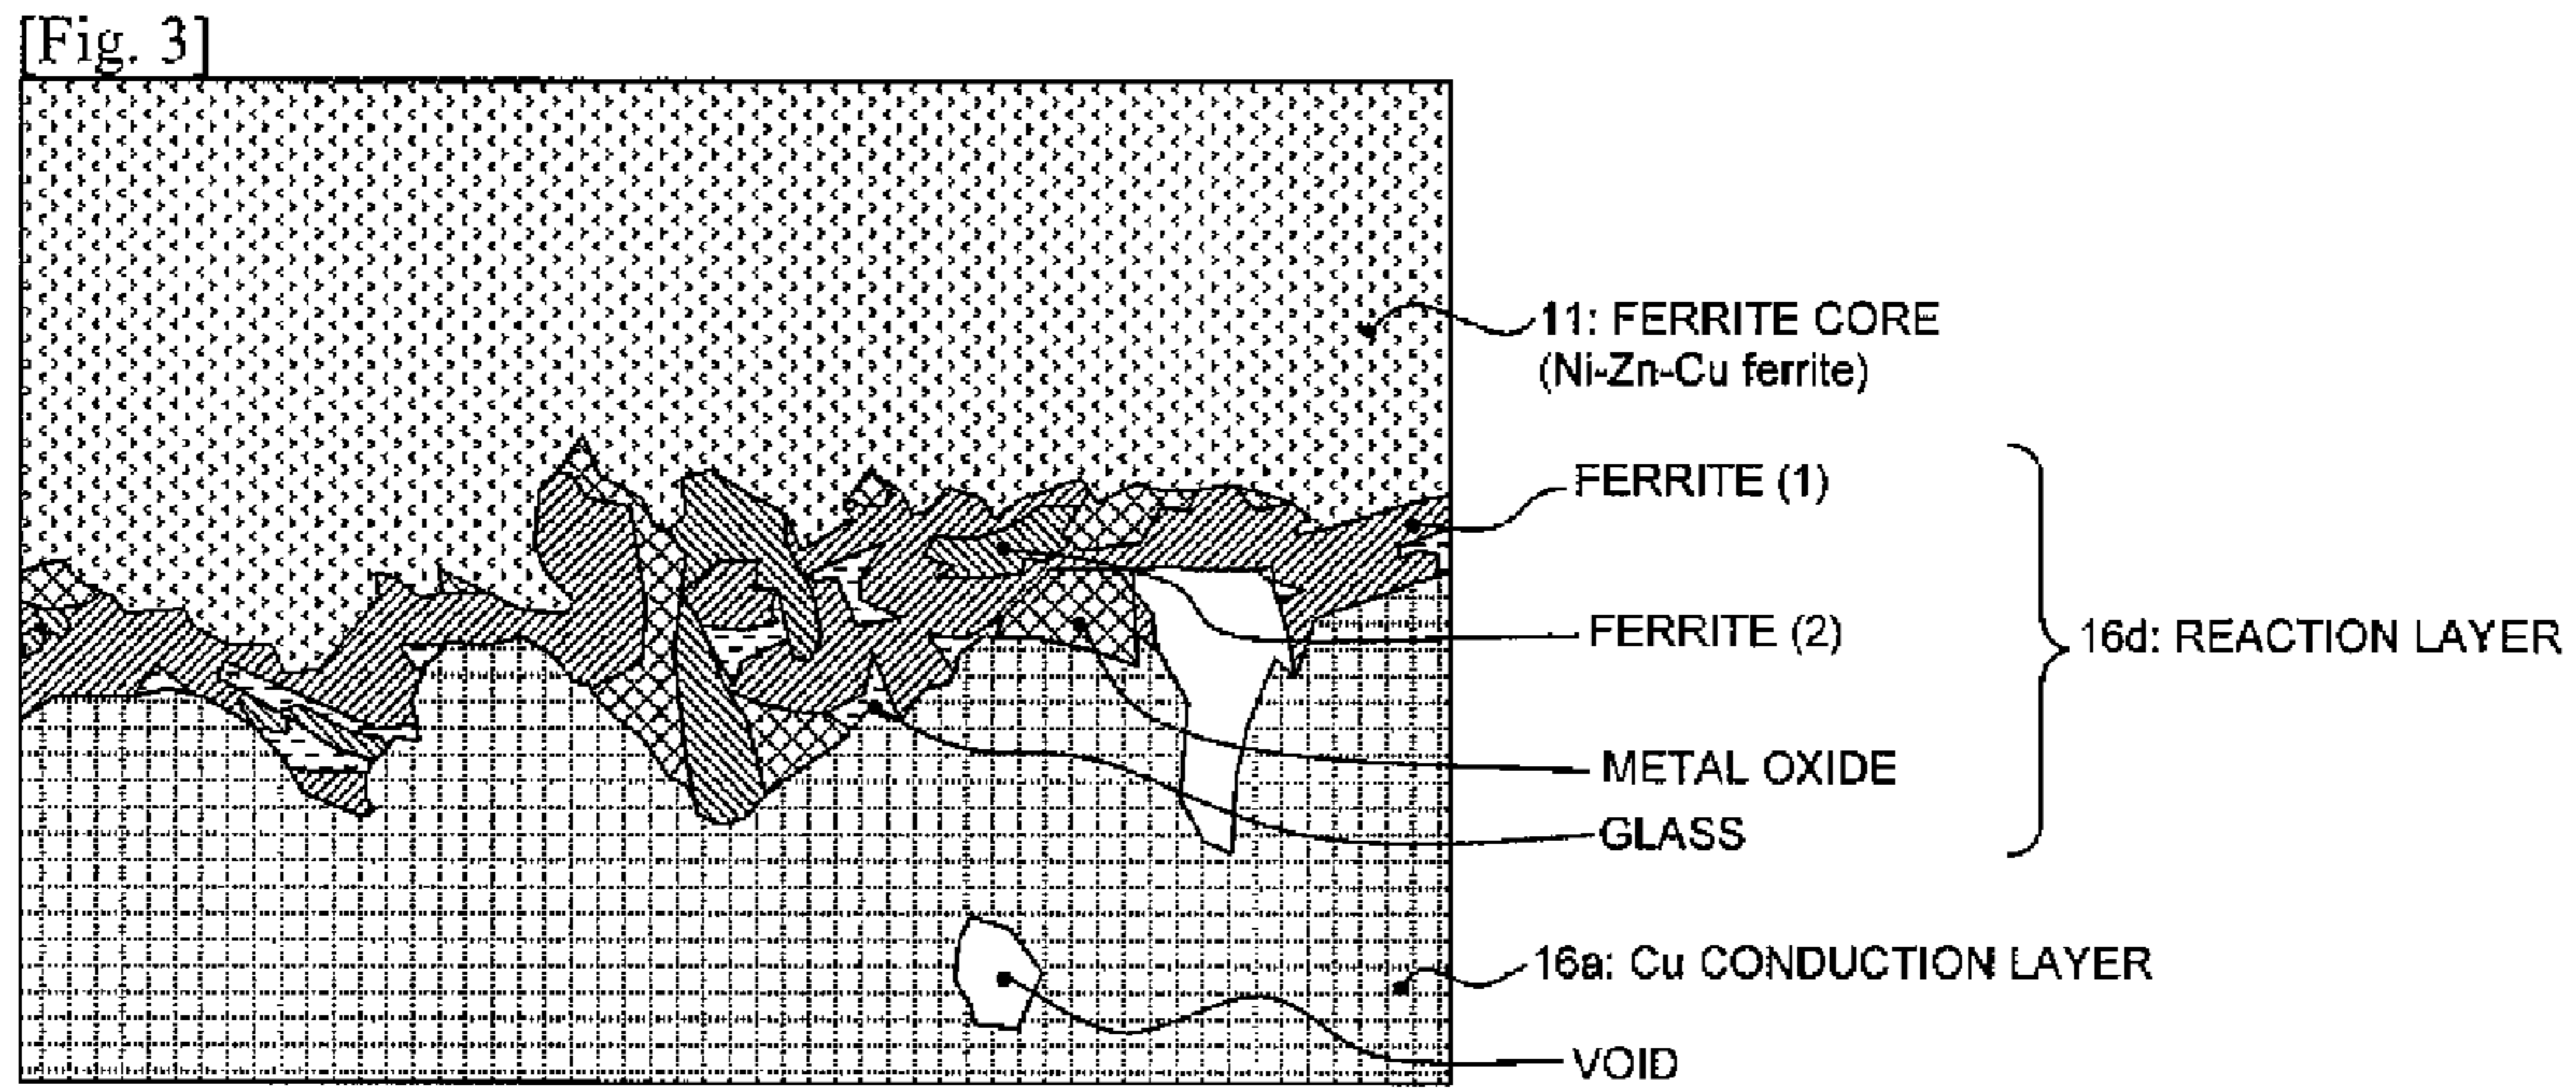 [Fig. 3]
11: FERRITE CORE
(Ni-Zn-Cu ferrite)
FERRITE (1)
FERRITE (2)
16d: REACTION LAYER
METAL OXIDE
GLASS
16a: Cu CONDUCTION LAYER
VOID